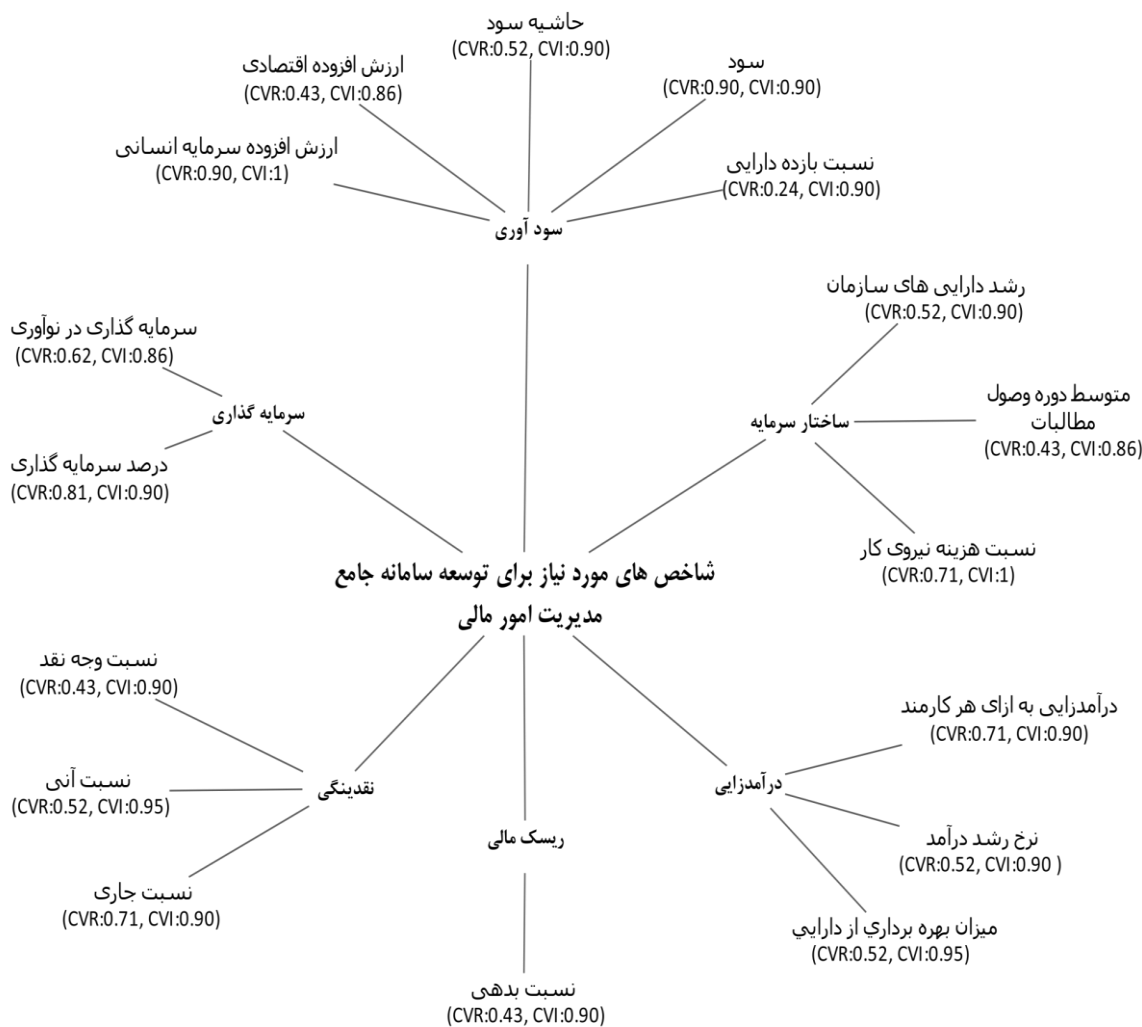 حاشیه سود
(CVR:0.52, CVI:0.90)
سود
(CVR:0.90, CVI:0.90)
ارزش افزوده اقتصادی
(CVR:0.43, CVI:0.86)
ارزش افزوده سرمایه انسانی
(CVR:0.90, CVI:1)
نسبت بازده دارایی
(CVR:0.24, CVI:0.90)
سود آوری
رشد دارایی های سازمان
(CVR:0.52, CVI:0.90)
متوسط دوره وصول
مطالبات
(CVR:0.43, CVI:0.86)
ساختار سرمایه
نسبت هزینه نیروی کار
(CVR:0.71, CVI:1)
سرمایه گذاری در نوآوری
(CVR:0.62, CVI:0.86)
سرمایه گذاری
درصد سرمایه گذاری
(CVR:0.81, CVI:0.90)
شاخص های مورد نیاز برای توسعه سامانه جامع
مدیریت امور مالی
درآمدزایی به ازای هر کارمند
(CVR:0.71, CVI:0.90)
درآمدزایی
نرخ رشد درآمد
(CVR:0.52, CVI:0.90 )
میزان بهره برداري از دارايي
(CVR:0.52, CVI:0.95)
نسبت وجه نقد
(CVR:0.43, CVI:0.90)
نسبت آنی
(CVR:0.52, CVI:0.95)
نقدینگی
نسبت جاری
(CVR:0.71, CVI:0.90)
ریسک مالی
نسبت بدهی
(CVR:0.43, CVI:0.90)